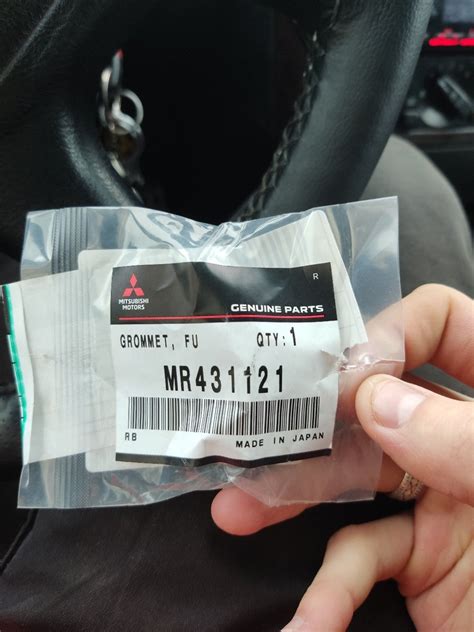 R
MITSUBISHI
MOTORS
GENUINE PARTS
GROMMET, FU QTY:1
MR431121
RB MADE IN JAPAN